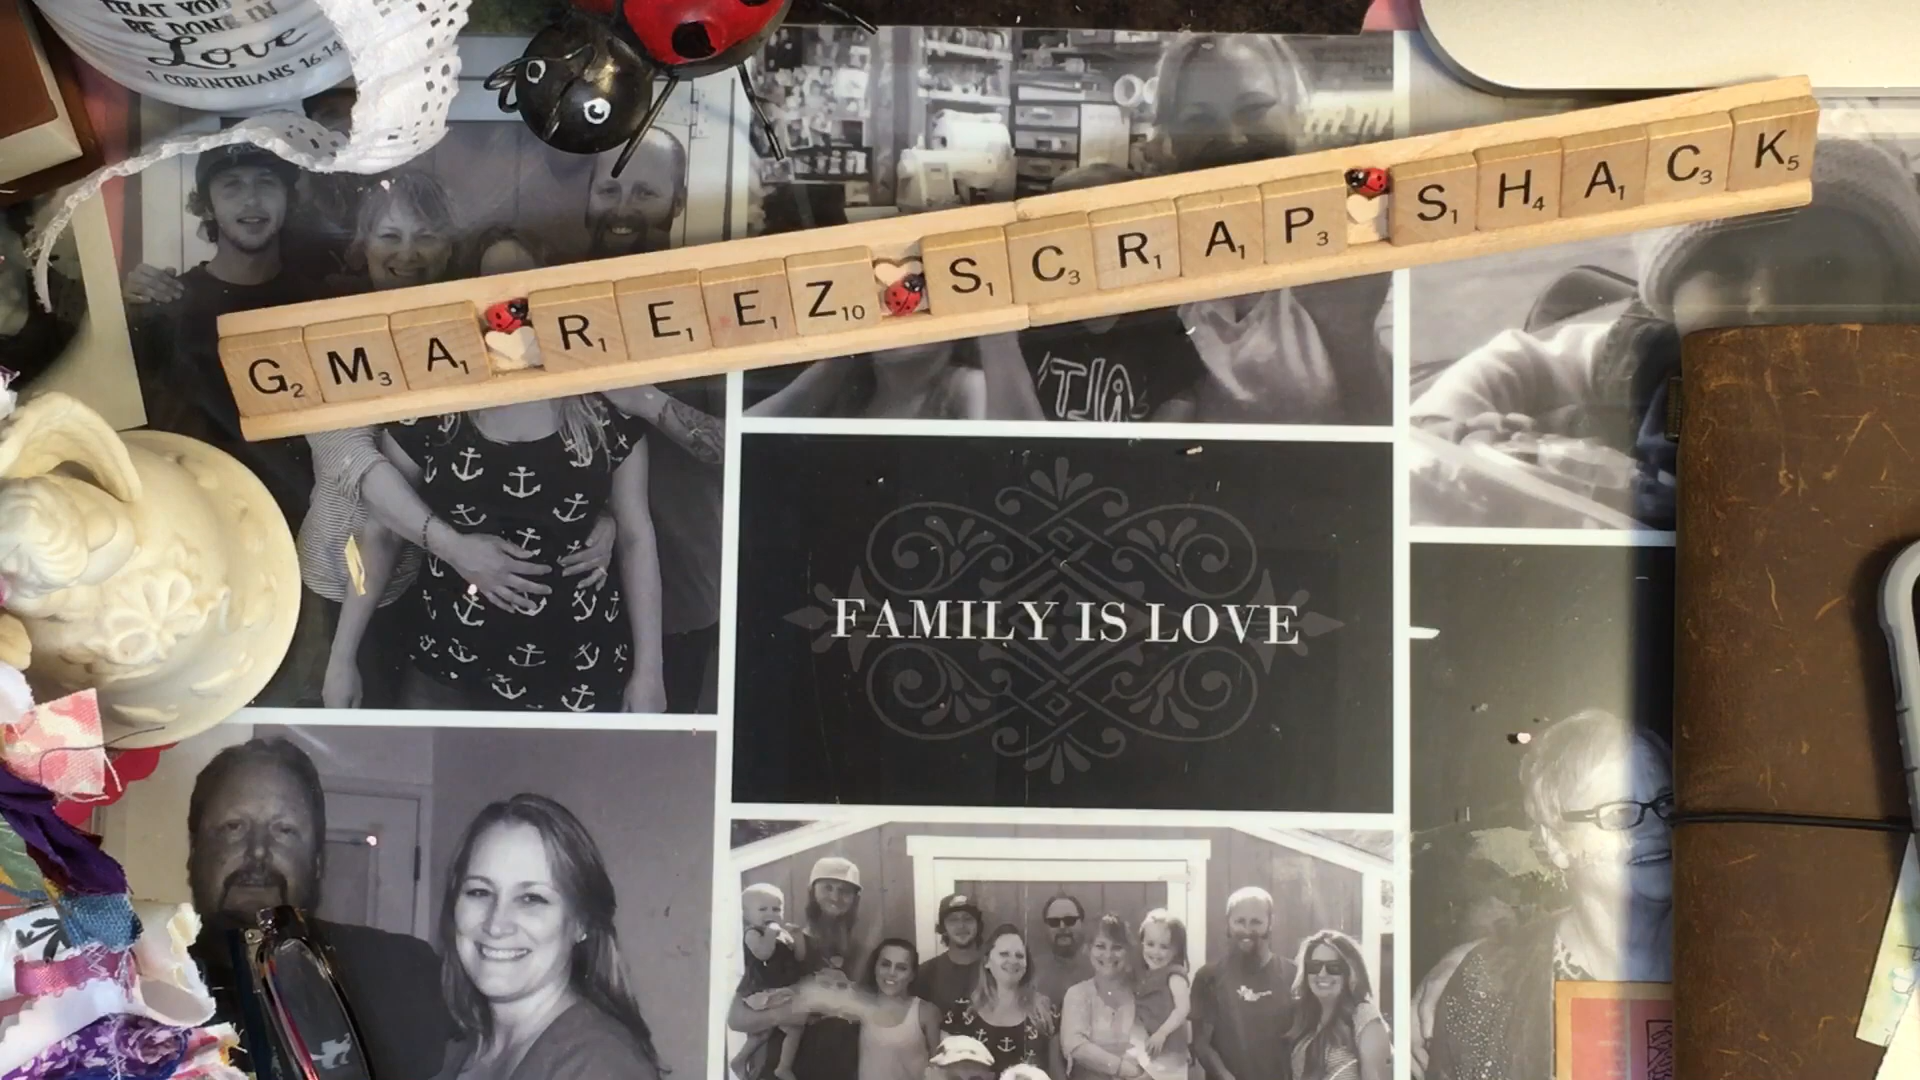 THAT YOU
BE DONE IN
Love
1 CORINTHIANS 16:14
G2 M3 A1 R1 E1 E1 Z10 S1 C3 R1 A1 P3 S1 H4 A1 C3 K5
FAMILY IS LOVE